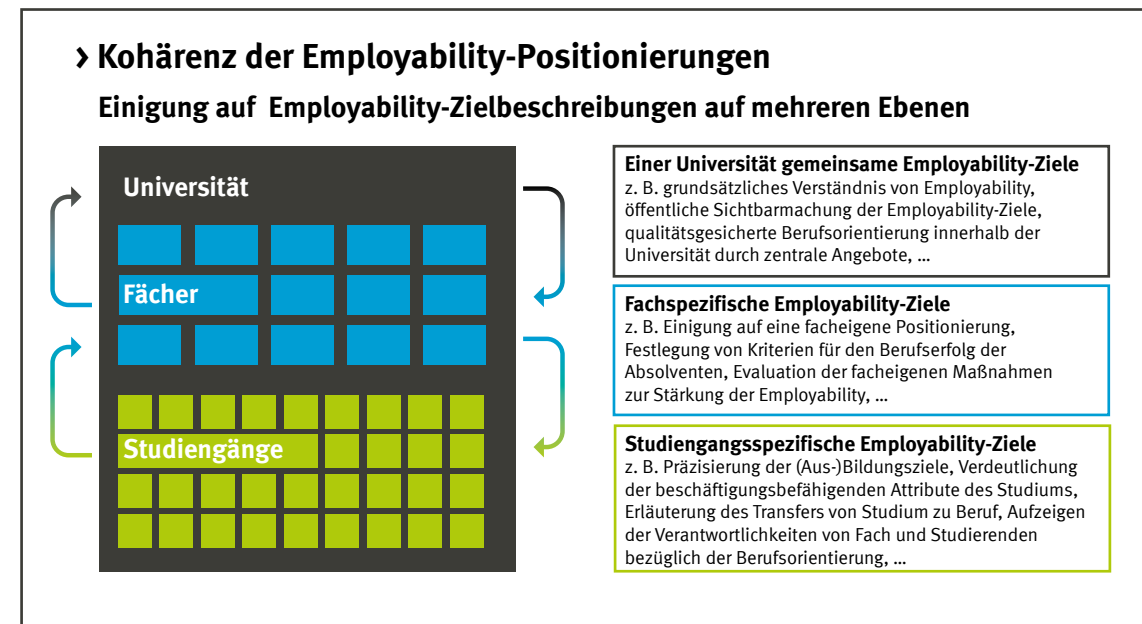 › Kohärenz der Employability-Positionierungen
Einigung auf Employability-Zielbeschreibungen auf mehreren Ebenen
Universität
Fächer
Studiengänge
Einer Universität gemeinsame Employability-Ziele
z. B. grundsätzliches Verständnis von Employability,
öffentliche Sichtbarmachung der Employability-Ziele,
qualitätsgesicherte Berufsorientierung innerhalb der
Universität durch zentrale Angebote, ...
Fachspezifische Employability-Ziele
z. B. Einigung auf eine facheigene Positionierung,
Festlegung von Kriterien für den Berufserfolg der
Absolventen, Evaluation der facheigenen Maßnahmen
zur Stärkung der Employability, ...
Studiengangsspezifische Employability-Ziele
z. B. Präzisierung der (Aus-)Bildungsziele, Verdeutlichung
der beschäftigungsbefähigenden Attribute des Studiums,
Erläuterung des Transfers von Studium zu Beruf, Aufzeigen
der Verantwortlichkeiten von Fach und Studierenden
bezüglich der Berufsorientierung, ...